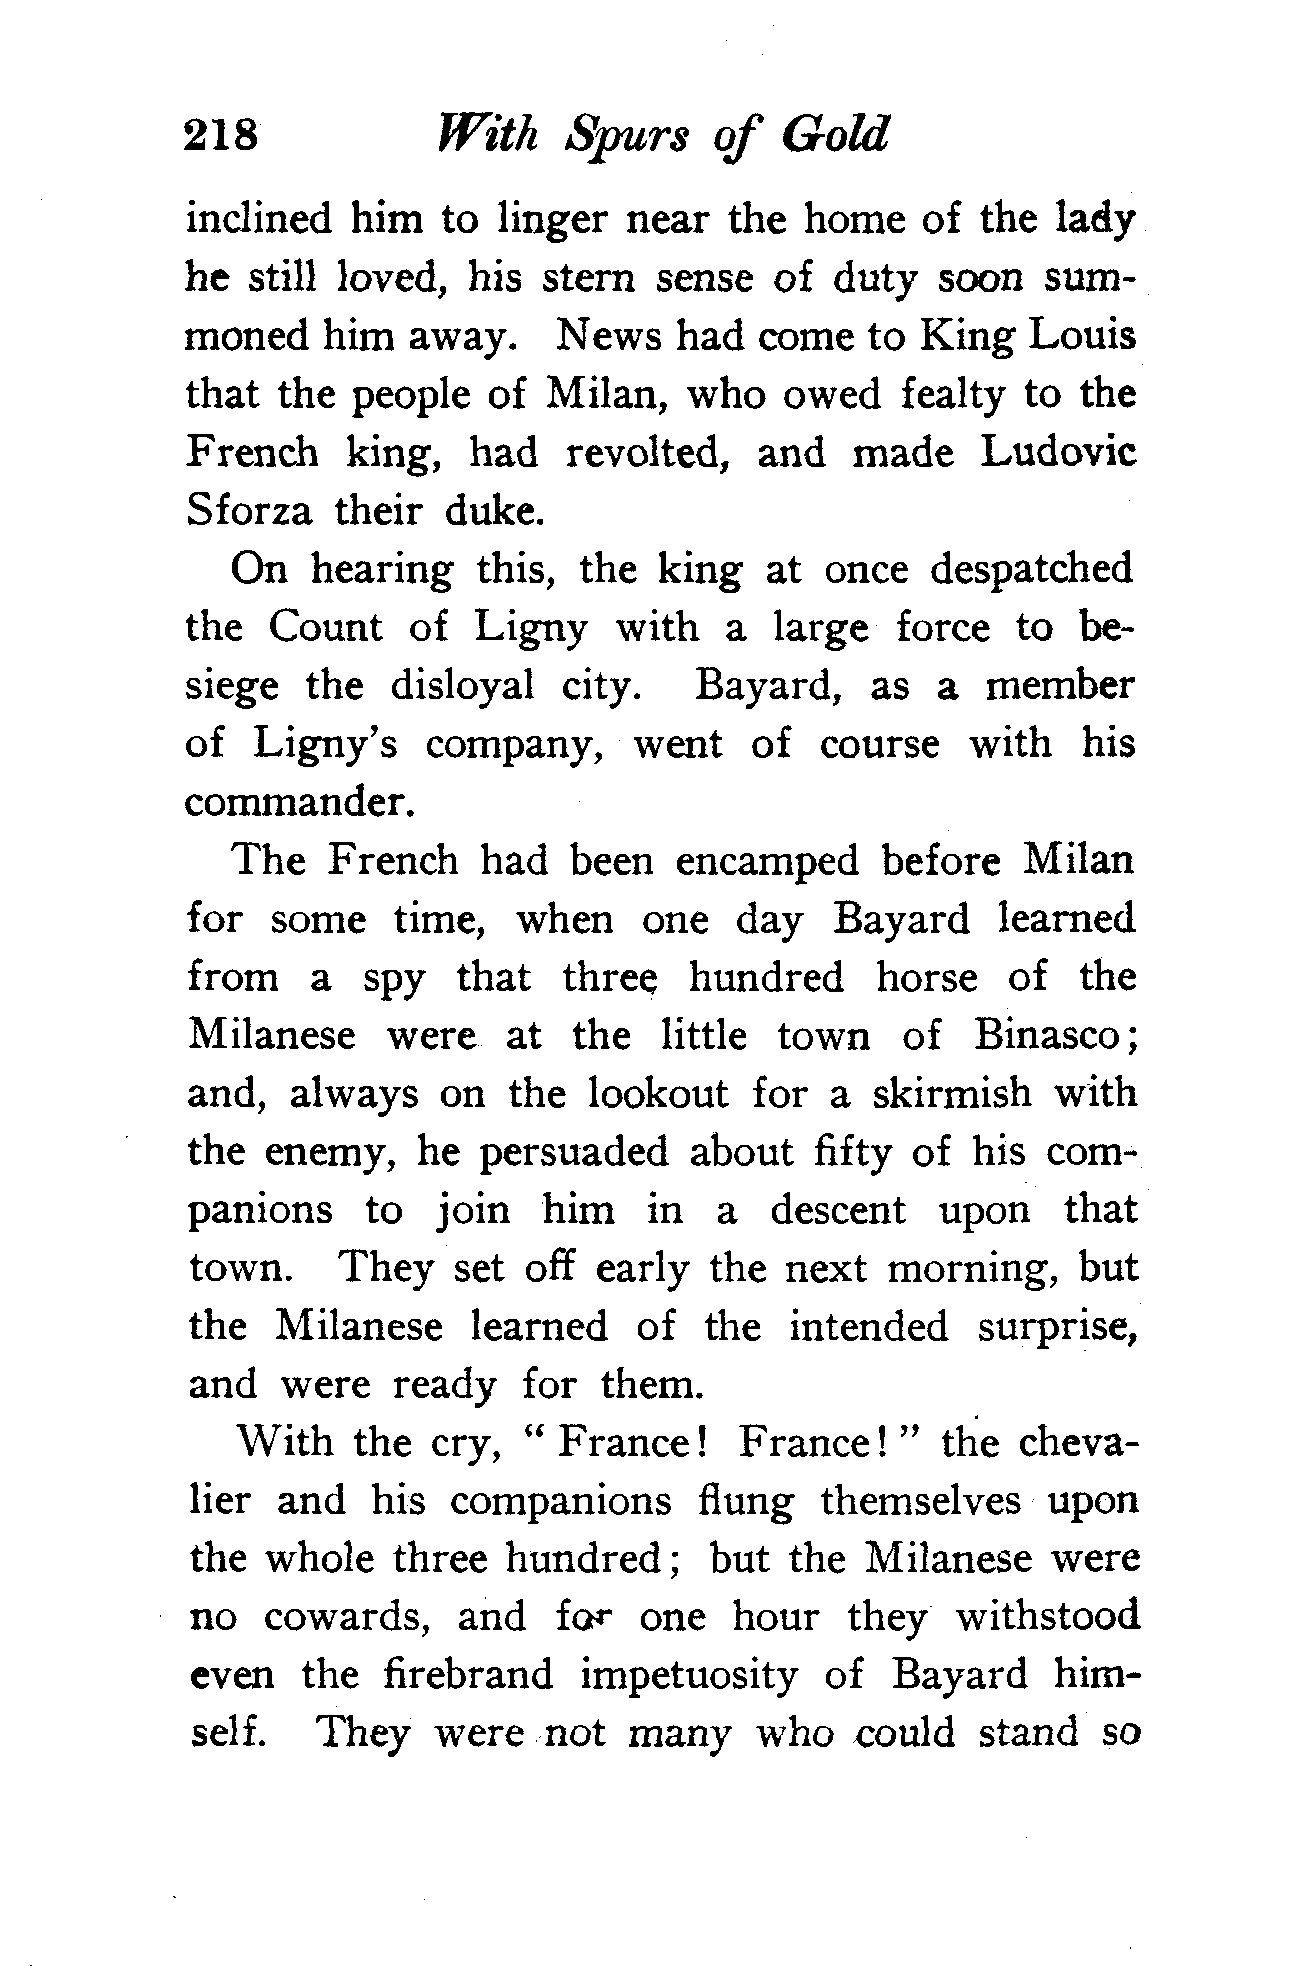 218 With Spurs of Gold
inclined him to linger near the home of the lady
he still loved, his stern sense of duty soon sum-
moned him away. News had come to King Louis
that the people of Milan, who owed fealty to the
French king, had revolted, and made Ludovic
Sforza their duke.
On hearing this, the king at once despatched
the Count of Ligny with a large force to be-
siege the disloyal city. Bayard, as a member
of Ligny's company, went of course with his
commander.
The French had been encamped before Milan
for some time, when one day Bayard learned
from a spy that three hundred horse of the
Milanese were at the little town of Binasco;
and, always on the lookout for a skirmish with
the enemy, he persuaded about fifty of his com-
panions to join him in a descent upon that
town. They set off early the next morning, but
the Milanese learned of the intended surprise,
and were ready for them.
With the cry, " France! France! " the cheva-
lier and his companions flung themselves upon
the whole three hundred; but the Milanese were
no cowards, and for one hour they withstood
even the firebrand impetuosity of Bayard him-
self. They were not many who could stand so